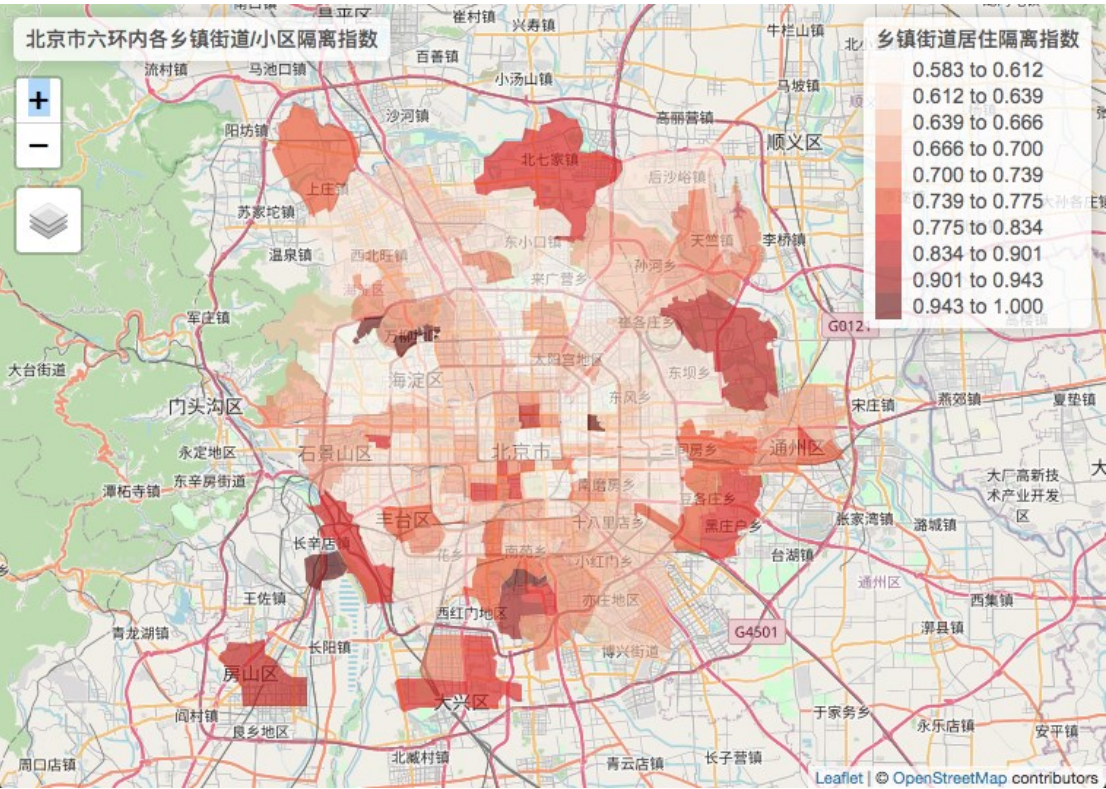 昌平区
崔村镇
兴寿镇
牛栏山镇
北京市六环内各乡镇街道/小区隔离指数
百善镇
流村镇
马池口镇
小汤山镇
马坡镇
乡镇街道居住隔离指数
0.583 to 0.612
0.612 to 0.639
0.639 to 0.666
0.666 to 0.700
0.700 to 0.739
0.739 to 0.775
0.775 to 0.834
0.834 to 0.901
0.901 to 0.943
0.943 to 1.000
+
−
沙河镇
高丽营镇
阳坊镇
顺义区
北七家镇
后沙峪镇
上庄镇
苏家坨镇
东小口镇
天竺镇
李桥镇
温泉镇
西北旺镇
孙河乡
来广营乡
海淀区
军庄镇
崔各庄乡
万柳
大台街道
太阳宫地区
海淀区
东坝乡
东风乡
门头沟区
宋庄镇
燕郊镇
夏垫镇
永定地区
石景山区
北京市
三间房乡
通州区
东辛房街道
潭柘寺镇
南磨房乡
豆各庄乡
大厂高新技
术产业开发
区
丰台区
十八里店乡
黑庄户乡
张家湾镇
潞城镇
长辛店镇
花乡
南苑乡
小红门乡
台湖镇
通州区
王佐镇
西红门地区
亦庄地区
西集镇
青龙湖镇
G4501
漷县镇
长阳镇
博兴街道
房山区
大兴区
阎村镇
良乡地区
于家务乡
永乐店镇
安平镇
周口店镇
北臧村镇
青云店镇
长子营镇
Leaflet | © OpenStreetMap contributors